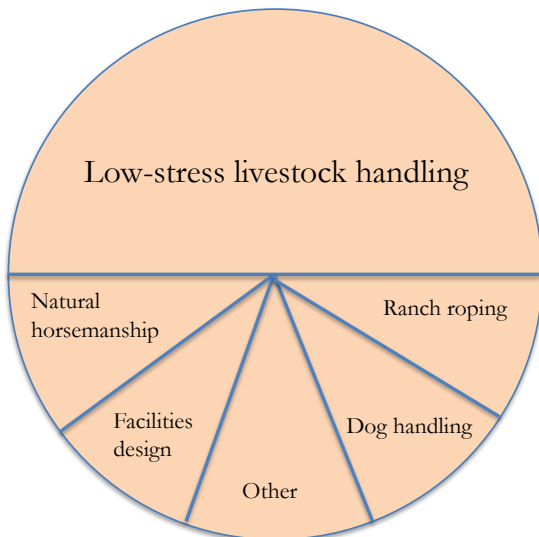 Low-stress livestock handling
Natural
horsemanship
Ranch roping
Facilities
design
Dog handling
Other